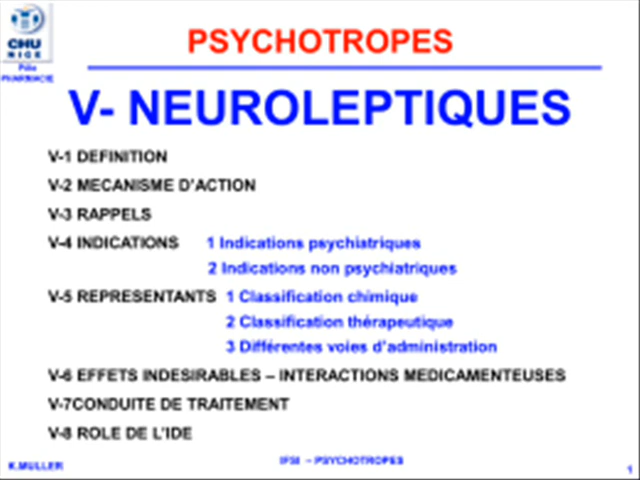 PSYCHOTROPES
CHU
NICE
Pôle
PHARMACIE
V- NEUROLEPTIQUES
V-1 DEFINITION
V-2 MECANISME D'ACTION
V-3 RAPPELS
V-4 INDICATIONS 1 Indications psychiatriques
2 Indications non psychiatriques
V-5 REPRESENTANTS 1 Classification chimique
2 Classification thérapeutique
3 Différentes voies d'administration
V-6 EFFETS INDESIRABLES – INTERACTIONS MEDICAMENTEUSES
V-7CONDUITE DE TRAITEMENT
V-8 ROLE DE L'IDE
K.MULLER
IFSI – PSYCHOTROPES
1